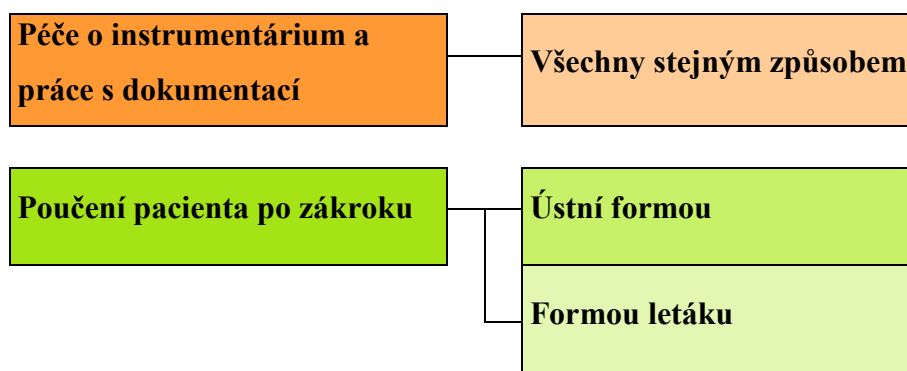 Péče o instrumentárium a
práce s dokumentací
Všechny stejným způsobem
Poučení pacienta po zákroku
Ústní formou
Formou letáku